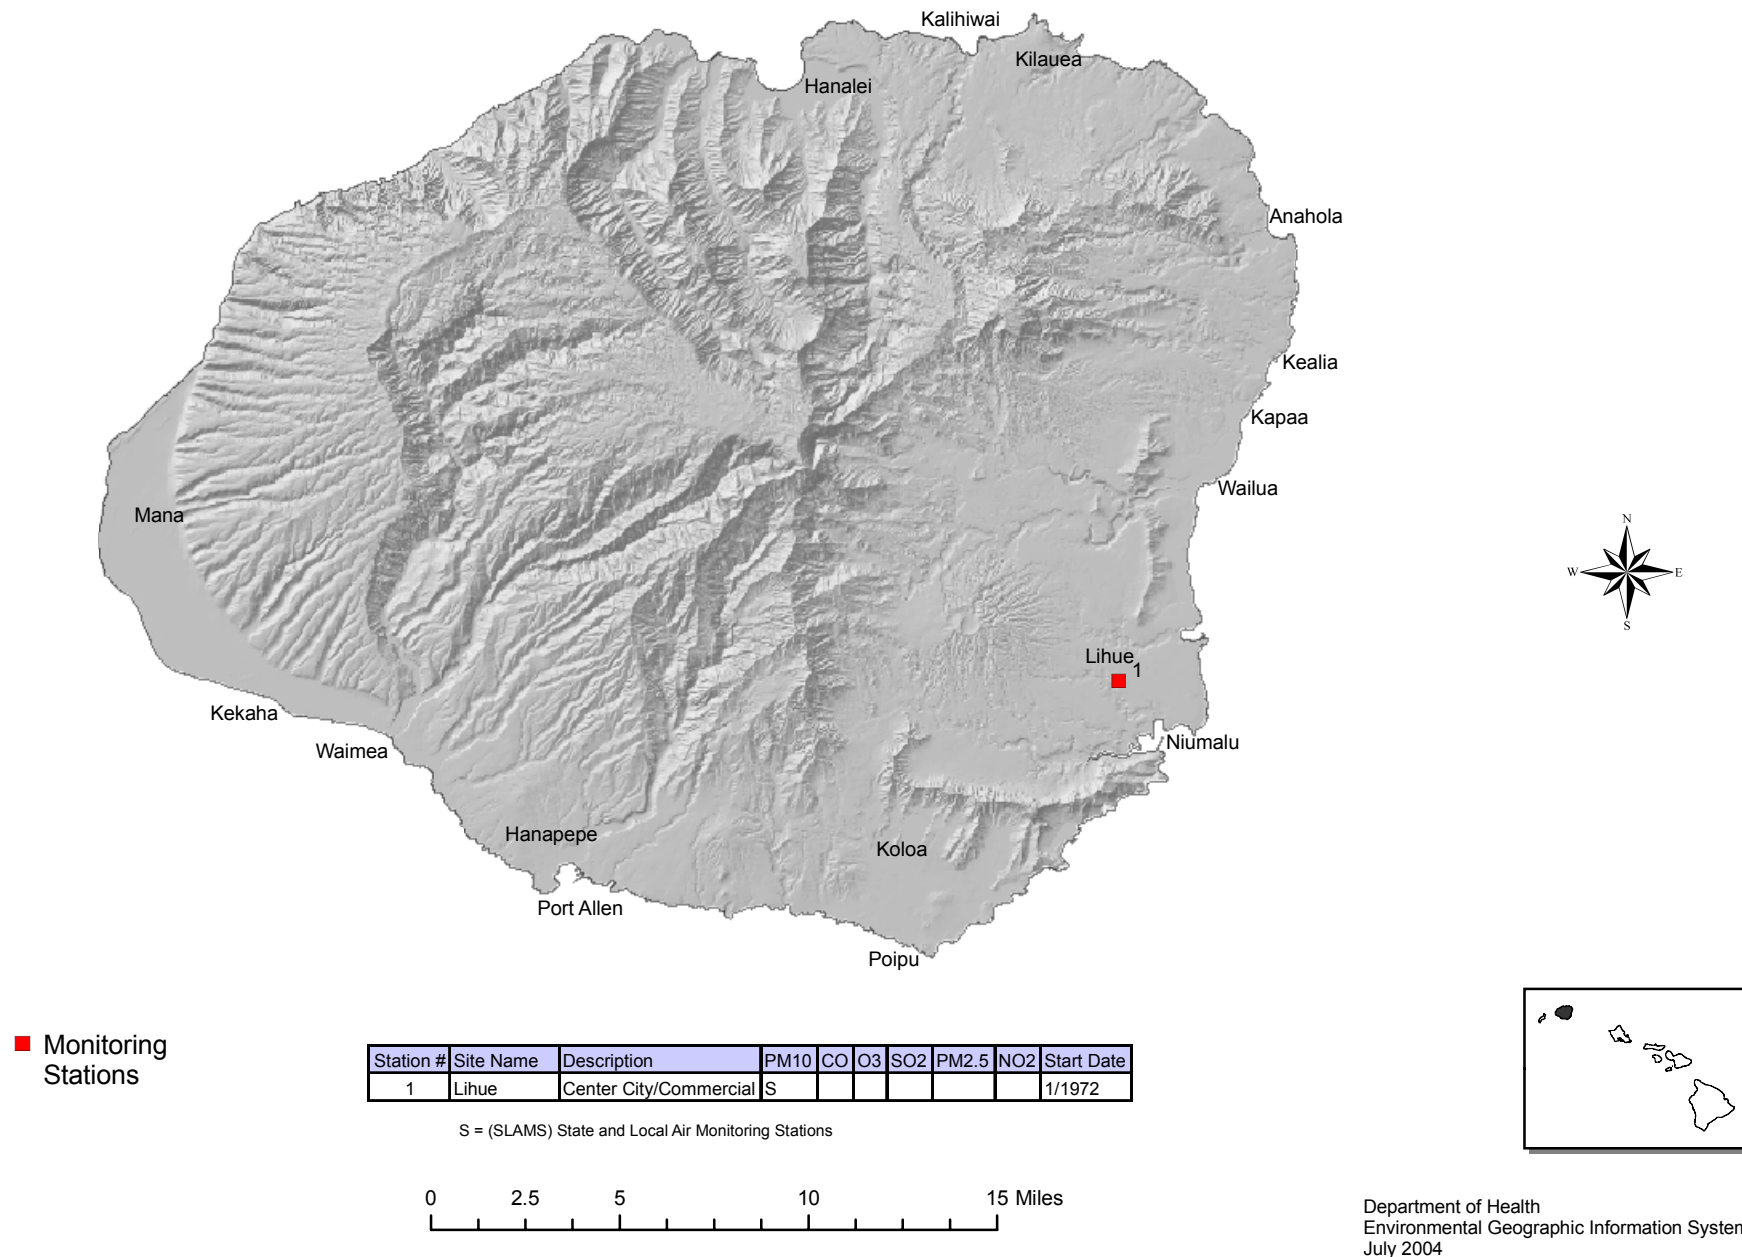 Kalihiwai
Kilauea
Hanalei
Anahola
Kealia
Kapaa
Wailua
Mana
N
W E
S
Lihue
1
Kekaha
Niumalu
Waimea
Hanapepe
Koloa
Port Allen
Poipu
Monitoring
Stations
Station # Site Name Description PM10 CO O3 SO2 PM2.5 NO2 Start Date
1 Lihue Center City/Commercial S 1/1972
S = (SLAMS) State and Local Air Monitoring Stations
0 2.5 5 10 15 Miles
Department of Health
Environmental Geographic Information System
July 2004